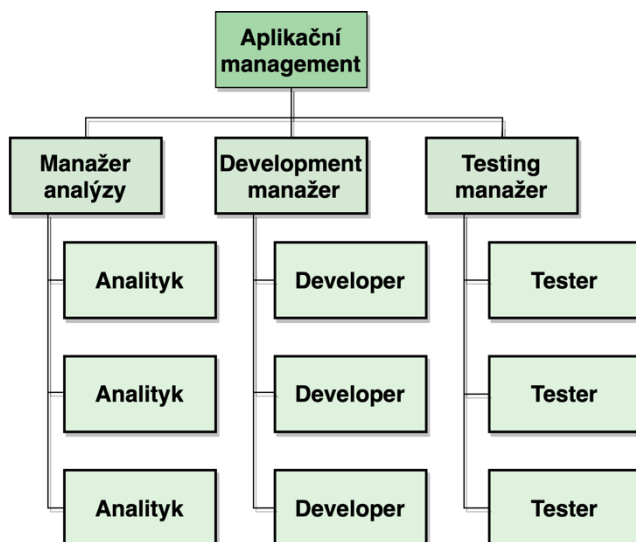 Aplikační
management
Manažer
analýzy
Development
manažer
Testing
manažer
Analityk
Developer
Tester
Analityk
Developer
Tester
Analityk
Developer
Tester